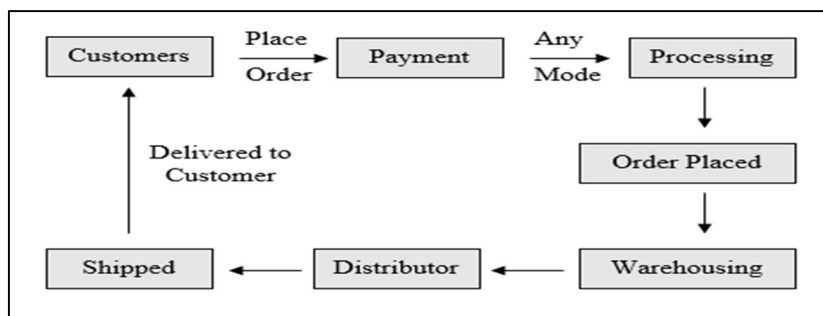 Customers
Place
Order
Payment
Any
Mode
Processing
Order Placed
Delivered to
Customer
Shipped
Distributor
Warehousing